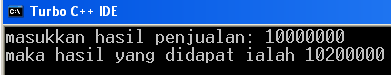 Turbo C++ IDE
masukkan hasil penjualan: 10000000
maka hasil yang didapat ialah 10200000